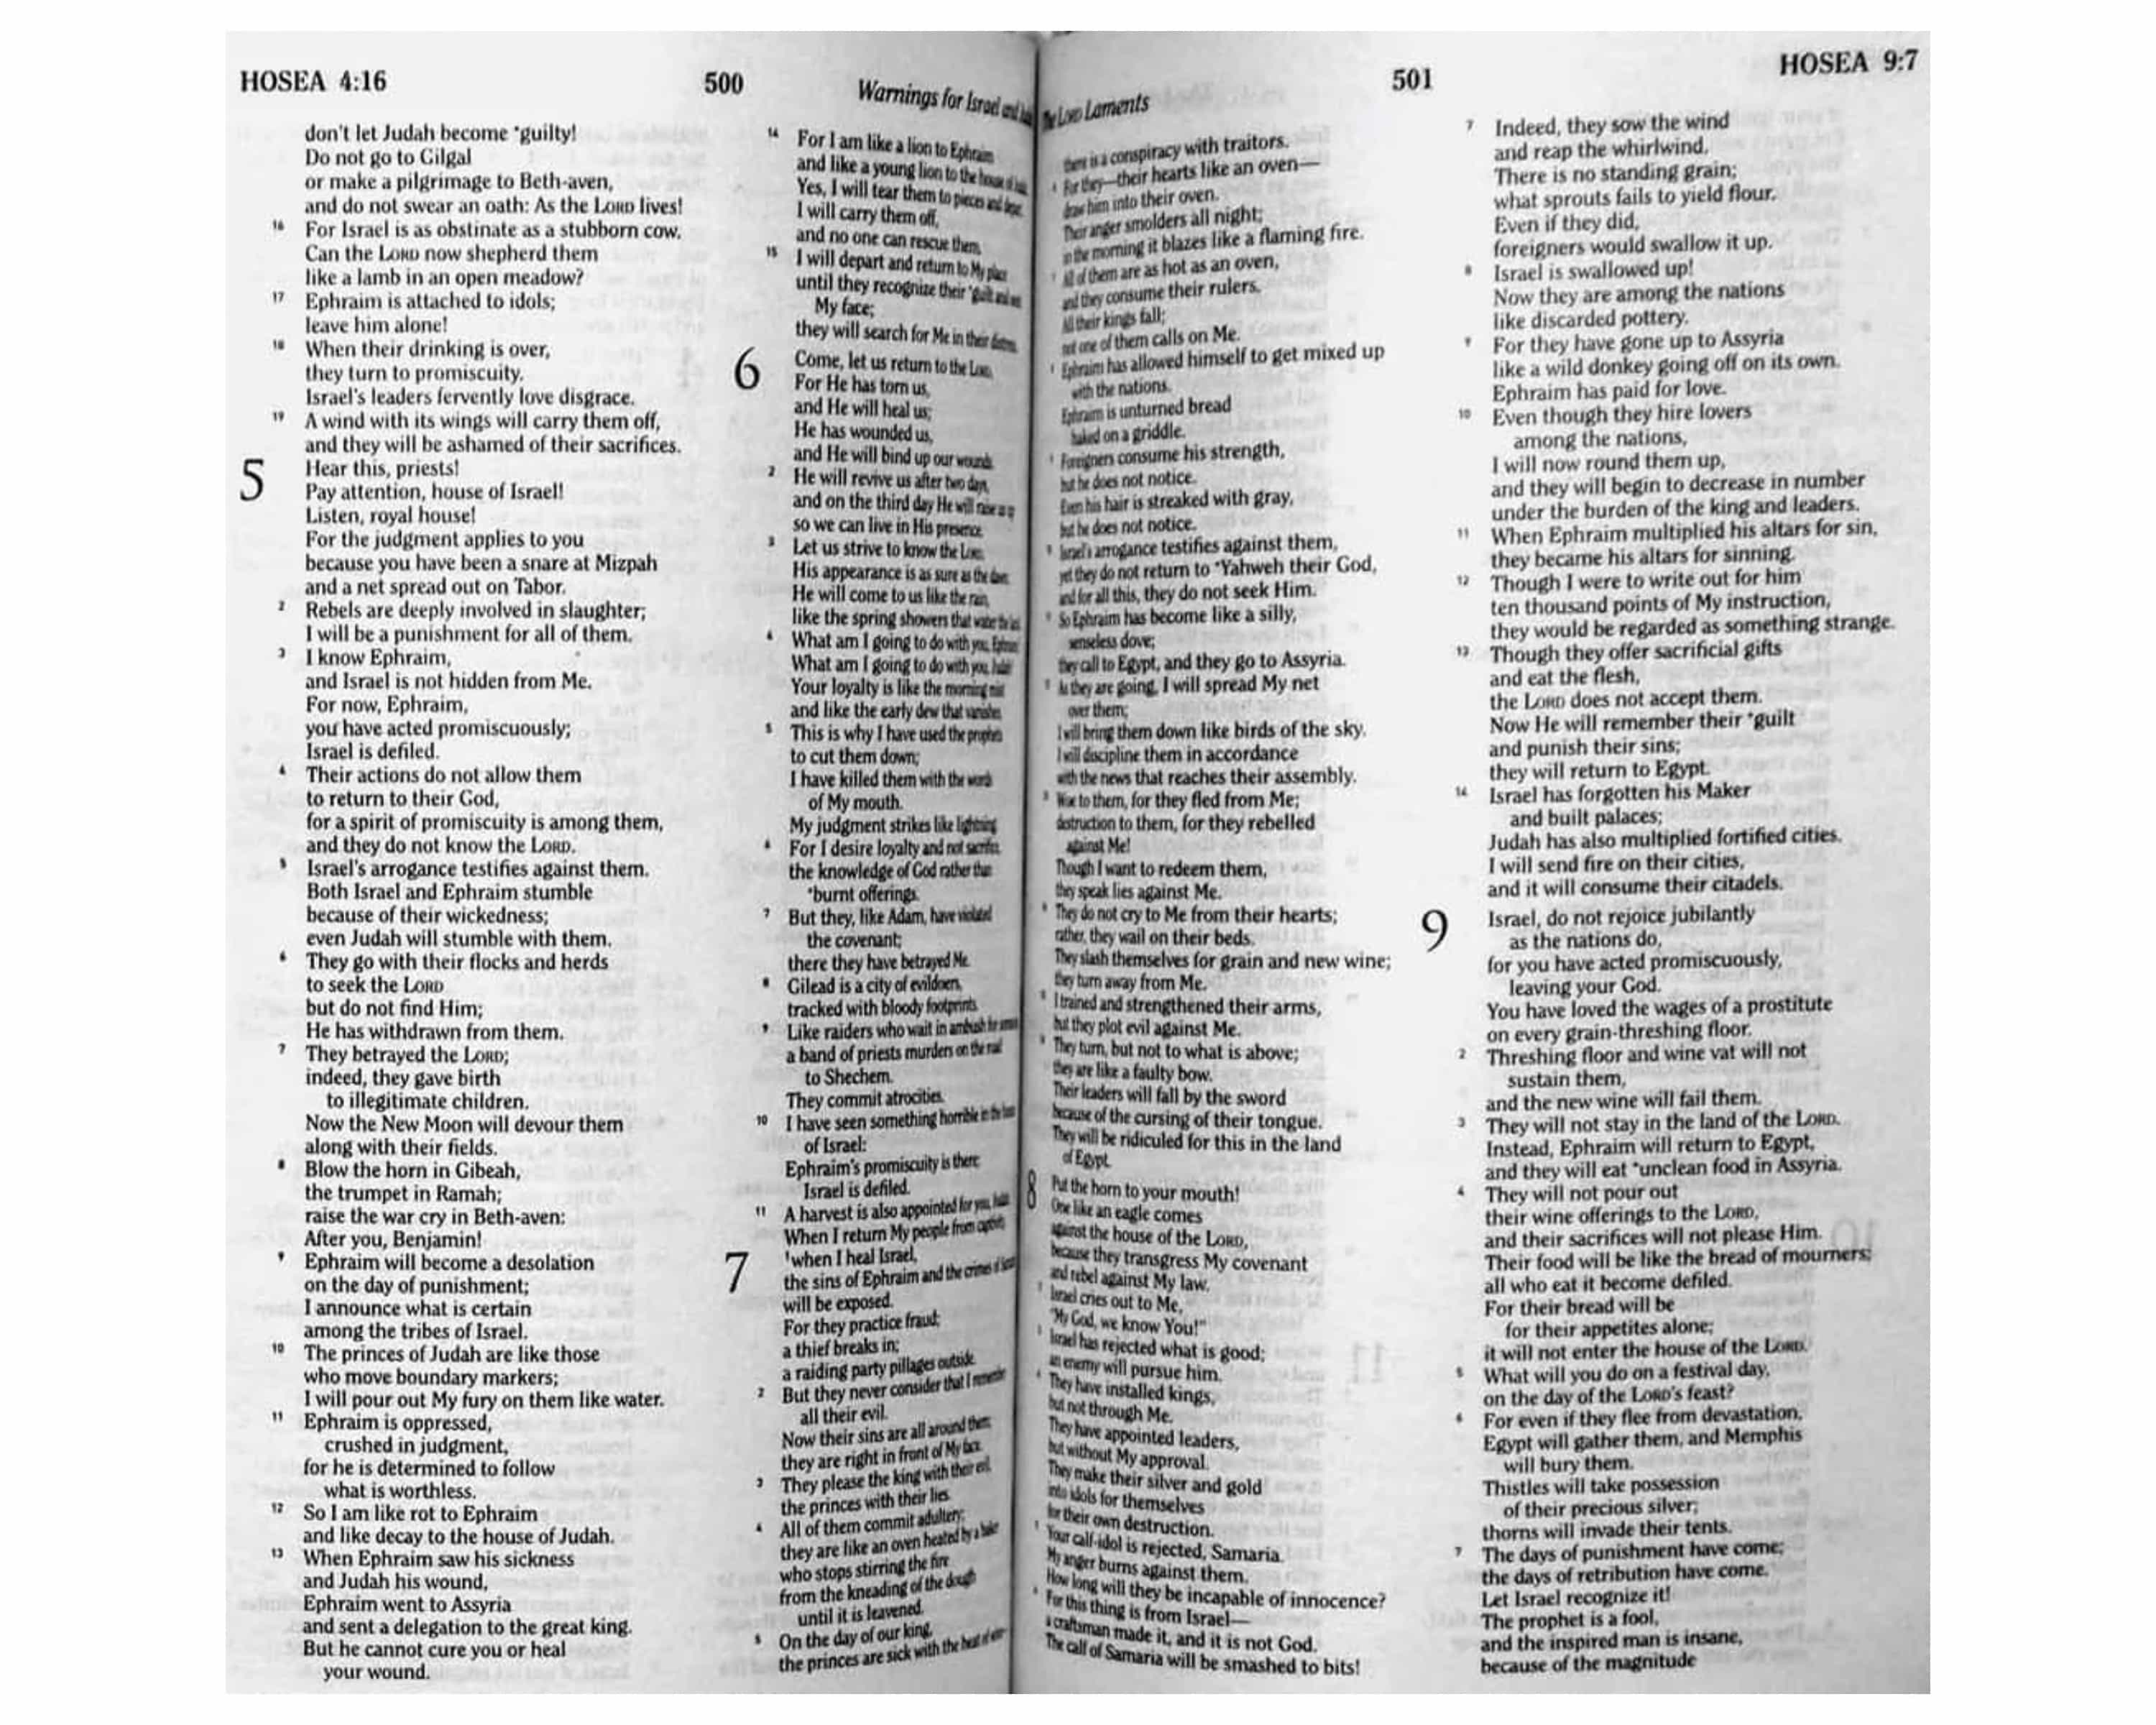 HOSEA 4:16
500
Warnings for Israel and
don't let Judah become *guilty!
Do not go to Gilgal
or make a pilgrimage to Beth-aven,
and do not swear an oath: As the LORD lives!
16 For Israel is as obstinate as a stubborn cow.
Can the LORD now shepherd them
like a lamb in an open meadow?
17 Ephraim is attached to idols;
leave him alone!
18 When their drinking is over,
they turn to promiscuity.
Israel's leaders fervently love disgrace.
19 A wind with its wings will carry them off,
and they will be ashamed of their sacrifices.
5 Hear this, priests!
Pay attention, house of Israel!
Listen, royal house!
For the judgment applies to you
because you have been a snare at Mizpah
and a net spread out on Tabor.
2 Rebels are deeply involved in slaughter;
I will be a punishment for all of them.
3 I know Ephraim,
and Israel is not hidden from Me.
For now, Ephraim,
you have acted promiscuously;
Israel is defiled.
4 Their actions do not allow them
to return to their God,
for a spirit of promiscuity is among them,
and they do not know the LORD.
5 Israel's arrogance testifies against them.
Both Israel and Ephraim stumble
because of their wickedness;
even Judah will stumble with them.
6 They go with their flocks and herds
to seek the LORD
but do not find Him;
He has withdrawn from them.
7 They betrayed the LORD;
indeed, they gave birth
to illegitimate children.
Now the New Moon will devour them
along with their fields.
8 Blow the horn in Gibeah,
the trumpet in Ramah;
raise the war cry in Beth-aven:
After you, Benjamin!
9 Ephraim will become a desolation
on the day of punishment;
I announce what is certain
among the tribes of Israel.
10 The princes of Judah are like those
who move boundary markers;
I will pour out My fury on them like water.
11 Ephraim is oppressed,
crushed in judgment,
for he is determined to follow
what is worthless.
12 So I am like rot to Ephraim
and like decay to the house of Judah.
13 When Ephraim saw his sickness
and Judah his wound,
Ephraim went to Assyria
and sent a delegation to the great king.
But he cannot cure you or heal
your wound.
14 For I am like a lion to Ephraim
and like a young lion to the house of
Yes, I will tear them to pieces and
I will carry them off,
and no one can rescue them.
15 I will depart and return to My place
until they recognize their *guilt and
My face;
they will search for Me in their distress.
6 Come, let us return to the LORD.
For He has torn us,
and He will heal us;
He has wounded us,
and He will bind up our wounds.
2 He will revive us after two days,
and on the third day He will raise us up
so we can live in His presence.
3 Let us strive to know the LORD.
His appearance is as sure as the dawn.
He will come to us like the rain,
like the spring showers that water the
4 What am I going to do with you, Ephraim?
What am I going to do with you, Judah?
Your loyalty is like the morning mist
and like the early dew that vanishes.
5 This is why I have used the prophets
to cut them down;
I have killed them with the words
of My mouth.
My judgment strikes like lightning.
6 For I desire loyalty and not sacrifice,
the knowledge of God rather than
*burnt offerings.
7 But they, like Adam, have violated
the covenant;
there they have betrayed Me.
8 Gilead is a city of evildoers,
tracked with bloody footprints.
9 Like raiders who wait in ambush for
a band of priests murders on the road
to Shechem.
They commit atrocities.
10 I have seen something horrible in the house
of Israel:
Ephraim's promiscuity is there;
Israel is defiled.
11 A harvest is also appointed for you, Judah.
When I return My people from captivity,
7 1when I heal Israel,
the sins of Ephraim and the crimes of
will be exposed.
For they practice fraud;
a thief breaks in;
a raiding party pillages outside.
2 But they never consider that I remember
all their evil.
Now their sins are all around them;
they are right in front of My face.
3 They please the king with their evil,
the princes with their lies.
4 All of them commit adultery;
they are like an oven heated by a baker
who stops stirring the fire
from the kneading of the dough
until it is leavened.
5 On the day of our king,
the princes are sick with the heat of
The LORD Laments
501
HOSEA 9:7
there is a conspiracy with traitors.
6 For they—their hearts like an oven—
draw him into their oven.
Their anger smolders all night;
in the morning it blazes like a flaming fire.
7 All of them are as hot as an oven,
and they consume their rulers.
All their kings fall;
not one of them calls on Me.
8 Ephraim has allowed himself to get mixed up
with the nations.
Ephraim is unturned bread
baked on a griddle.
9 Foreigners consume his strength,
but he does not notice.
Even his hair is streaked with gray,
but he does not notice.
10 Israel's arrogance testifies against them,
yet they do not return to *Yahweh their God,
and for all this, they do not seek Him.
11 So Ephraim has become like a silly,
senseless dove;
they call to Egypt, and they go to Assyria.
12 As they are going, I will spread My net
over them;
I will bring them down like birds of the sky.
I will discipline them in accordance
with the news that reaches their assembly.
13 Woe to them, for they fled from Me;
destruction to them, for they rebelled
against Me!
Though I want to redeem them,
they speak lies against Me.
14 They do not cry to Me from their hearts;
rather, they wail on their beds.
They slash themselves for grain and new wine;
they turn away from Me.
15 I trained and strengthened their arms,
but they plot evil against Me.
16 They turn, but not to what is above;
they are like a faulty bow.
Their leaders will fall by the sword
because of the cursing of their tongue.
They will be ridiculed for this in the land
of Egypt.
8 Put the horn to your mouth!
One like an eagle comes
against the house of the LORD,
because they transgress My covenant
and rebel against My law.
2 Israel cries out to Me,
"My God, we know You!"
3 Israel has rejected what is good;
an enemy will pursue him.
4 They have installed kings,
but not through Me.
They have appointed leaders,
but without My approval.
They make their silver and gold
into idols for themselves
for their own destruction.
5 Your calf-idol is rejected, Samaria.
My anger burns against them.
How long will they be incapable of innocence?
6 For this thing is from Israel—
a craftsman made it, and it is not God.
The calf of Samaria will be smashed to bits!
7 Indeed, they sow the wind
and reap the whirlwind.
There is no standing grain;
what sprouts fails to yield flour.
Even if they did,
foreigners would swallow it up.
8 Israel is swallowed up!
Now they are among the nations
like discarded pottery.
9 For they have gone up to Assyria
like a wild donkey going off on its own.
Ephraim has paid for love.
10 Even though they hire lovers
among the nations,
I will now round them up,
and they will begin to decrease in number
under the burden of the king and leaders.
11 When Ephraim multiplied his altars for sin,
they became his altars for sinning.
12 Though I were to write out for him
ten thousand points of My instruction,
they would be regarded as something strange.
13 Though they offer sacrificial gifts
and eat the flesh,
the LORD does not accept them.
Now He will remember their *guilt
and punish their sins;
they will return to Egypt.
14 Israel has forgotten his Maker
and built palaces;
Judah has also multiplied fortified cities.
I will send fire on their cities,
and it will consume their citadels.
9 Israel, do not rejoice jubilantly
as the nations do,
for you have acted promiscuously,
leaving your God.
You have loved the wages of a prostitute
on every grain-threshing floor.
2 Threshing floor and wine vat will not
sustain them,
and the new wine will fail them.
3 They will not stay in the land of the LORD.
Instead, Ephraim will return to Egypt,
and they will eat *unclean food in Assyria.
4 They will not pour out
their wine offerings to the LORD,
and their sacrifices will not please Him.
Their food will be like the bread of mourners;
all who eat it become defiled.
For their bread will be
for their appetites alone;
it will not enter the house of the LORD.
5 What will you do on a festival day,
on the day of the LORD's feast?
6 For even if they flee from devastation,
Egypt will gather them, and Memphis
will bury them.
Thistles will take possession
of their precious silver;
thorns will invade their tents.
7 The days of punishment have come;
the days of retribution have come.
Let Israel recognize it!
The prophet is a fool,
and the inspired man is insane,
because of the magnitude